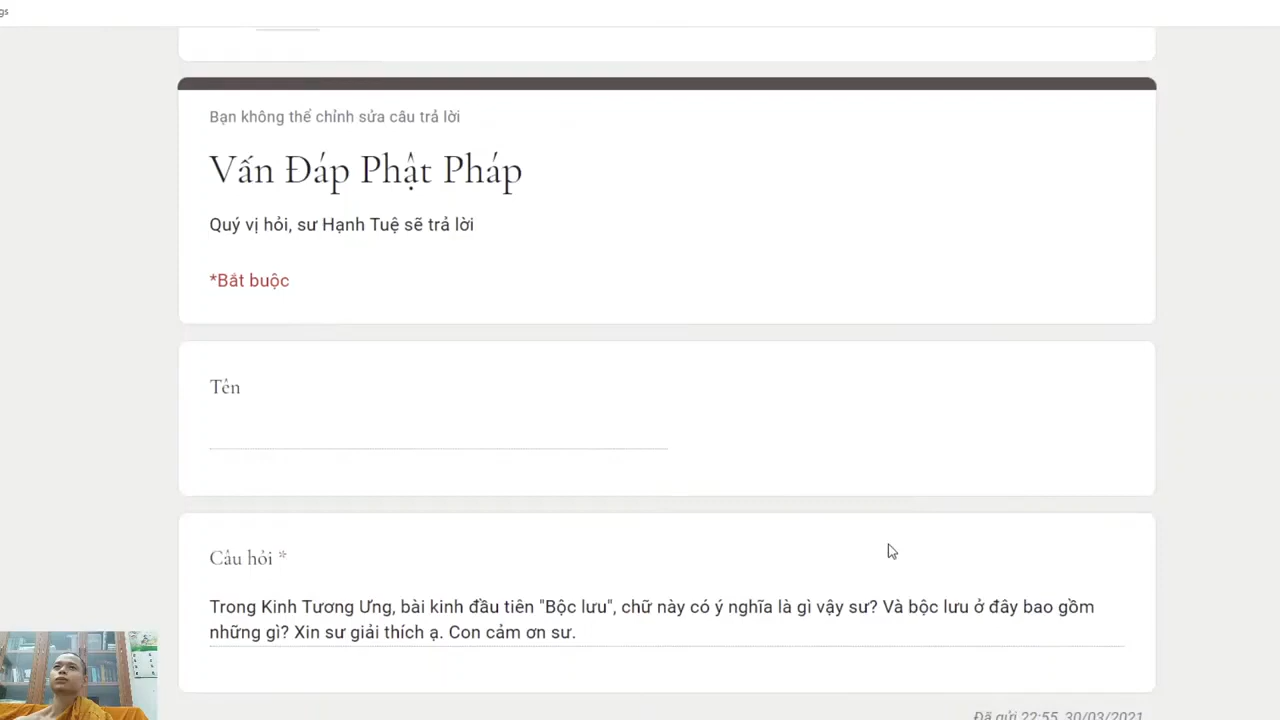 gs
Bạn không thể chỉnh sửa câu trả lời
Vấn Đáp Phật Pháp
Quý vị hỏi, sư Hạnh Tuệ sẽ trả lời
*Bắt buộc
Tên
Câu hỏi *
Trong Kinh Tương Ưng, bài kinh đầu tiên "Bộc lưu", chữ này có ý nghĩa là gì vậy sư? Và bộc lưu ở đây bao gồm
những gì? Xin sư giải thích ạ. Con cảm ơn sư.
Đã gửi 22:55, 30/03/2021